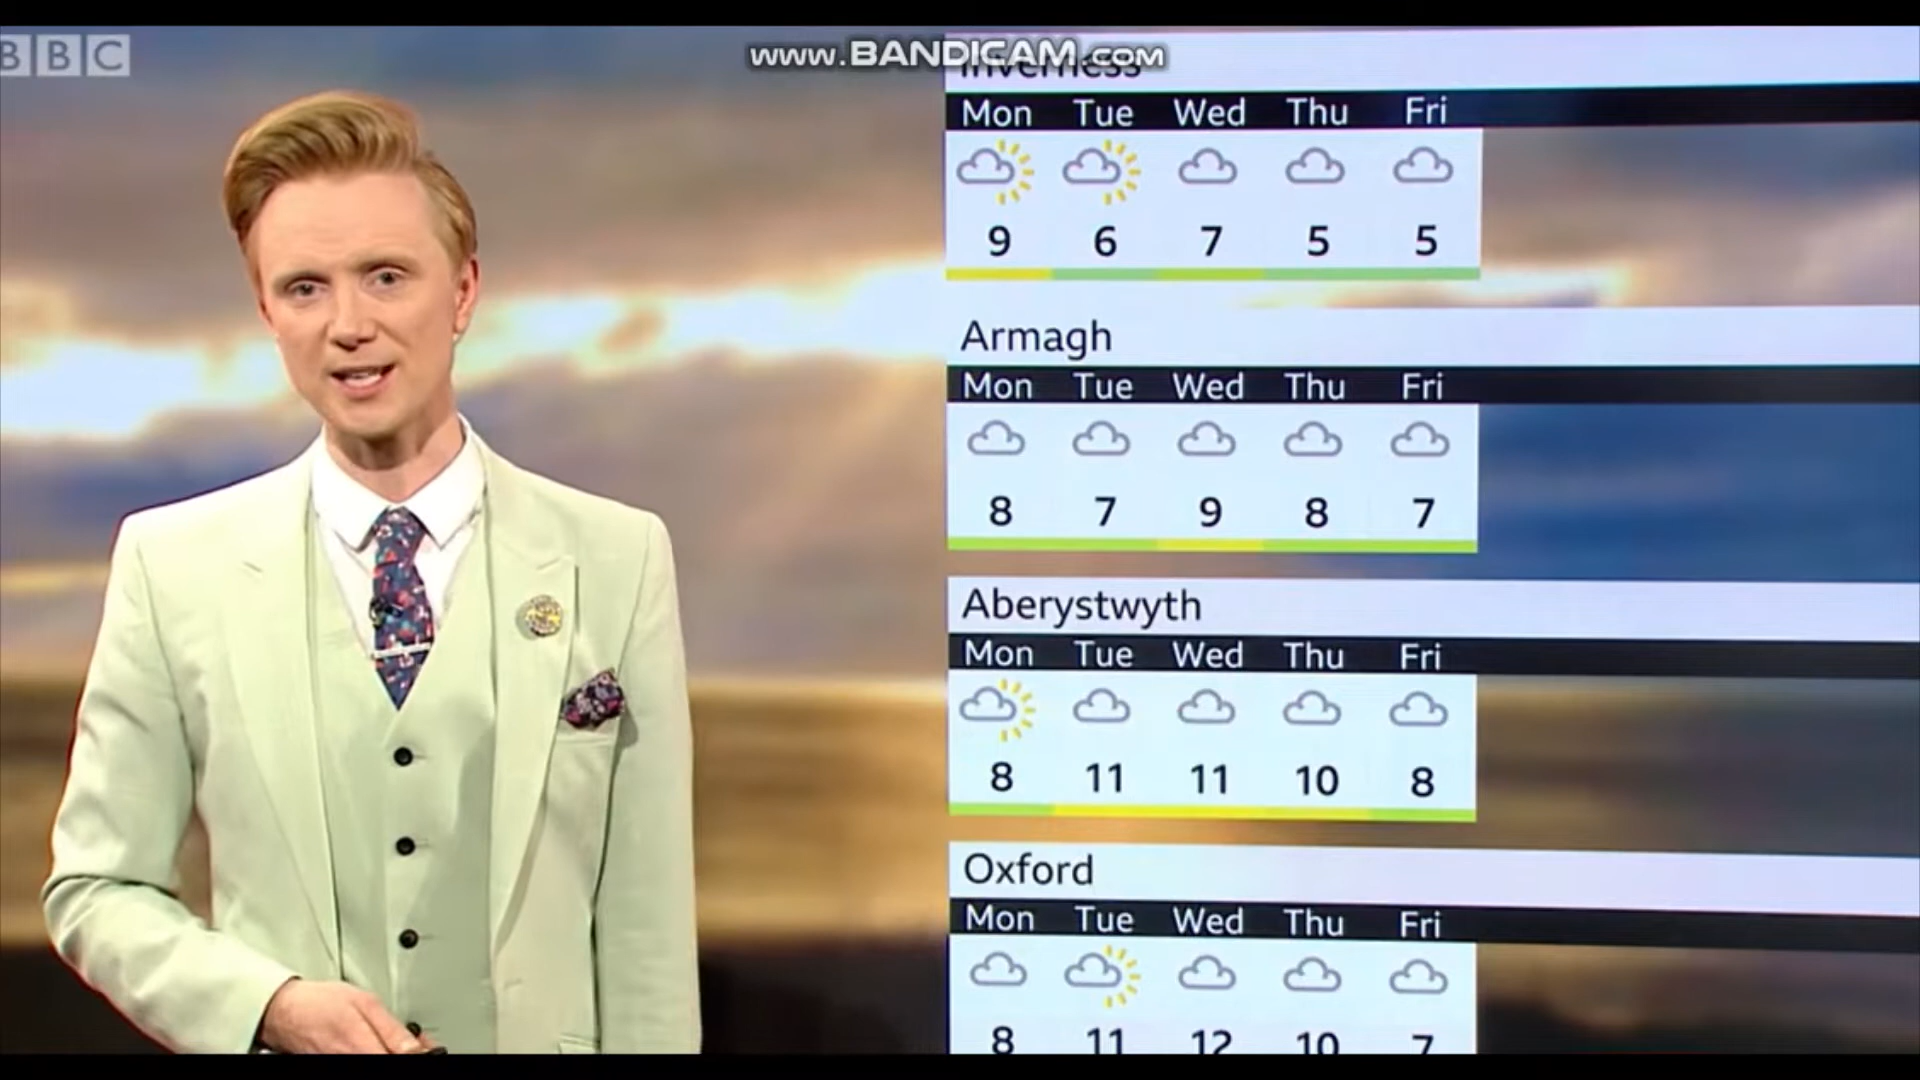 BBC
www.BANDICAM.com
Inverness
Mon Tue Wed Thu Fri
9 6 7 5 5
Armagh
Mon Tue Wed Thu Fri
8 7 9 8 7
Aberystwyth
Mon Tue Wed Thu Fri
8 11 11 10 8
Oxford
Mon Tue Wed Thu Fri
8 11 12 10 7